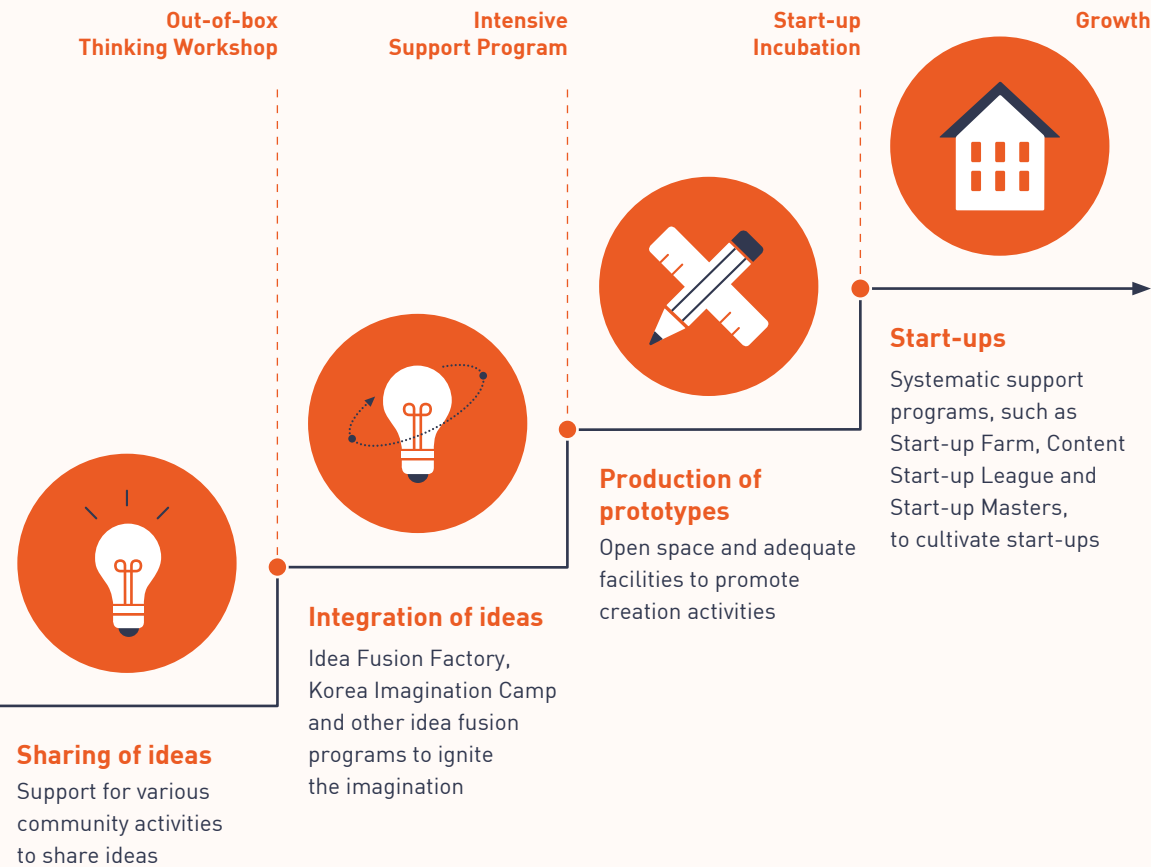 Out-of-box
Thinking Workshop
Intensive
Support Program
Start-up
Incubation
Growth
Sharing of ideas
Support for various
community activities
to share ideas
Integration of ideas
Idea Fusion Factory,
Korea Imagination Camp
and other idea fusion
programs to ignite
the imagination
Production of
prototypes
Open space and adequate
facilities to promote
creation activities
Start-ups
Systematic support
programs, such as
Start-up Farm, Content
Start-up League and
Start-up Masters,
to cultivate start-ups